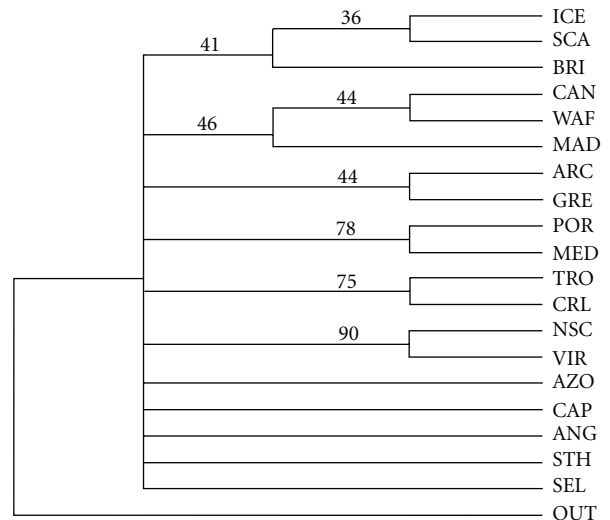 ICE
36
SCA
41
BRI
CAN
44
WAF
46
MAD
ARC
44
GRE
POR
78
MED
TRO
75
CRL
NSC
90
VIR
AZO
CAP
ANG
STH
SEL
OUT